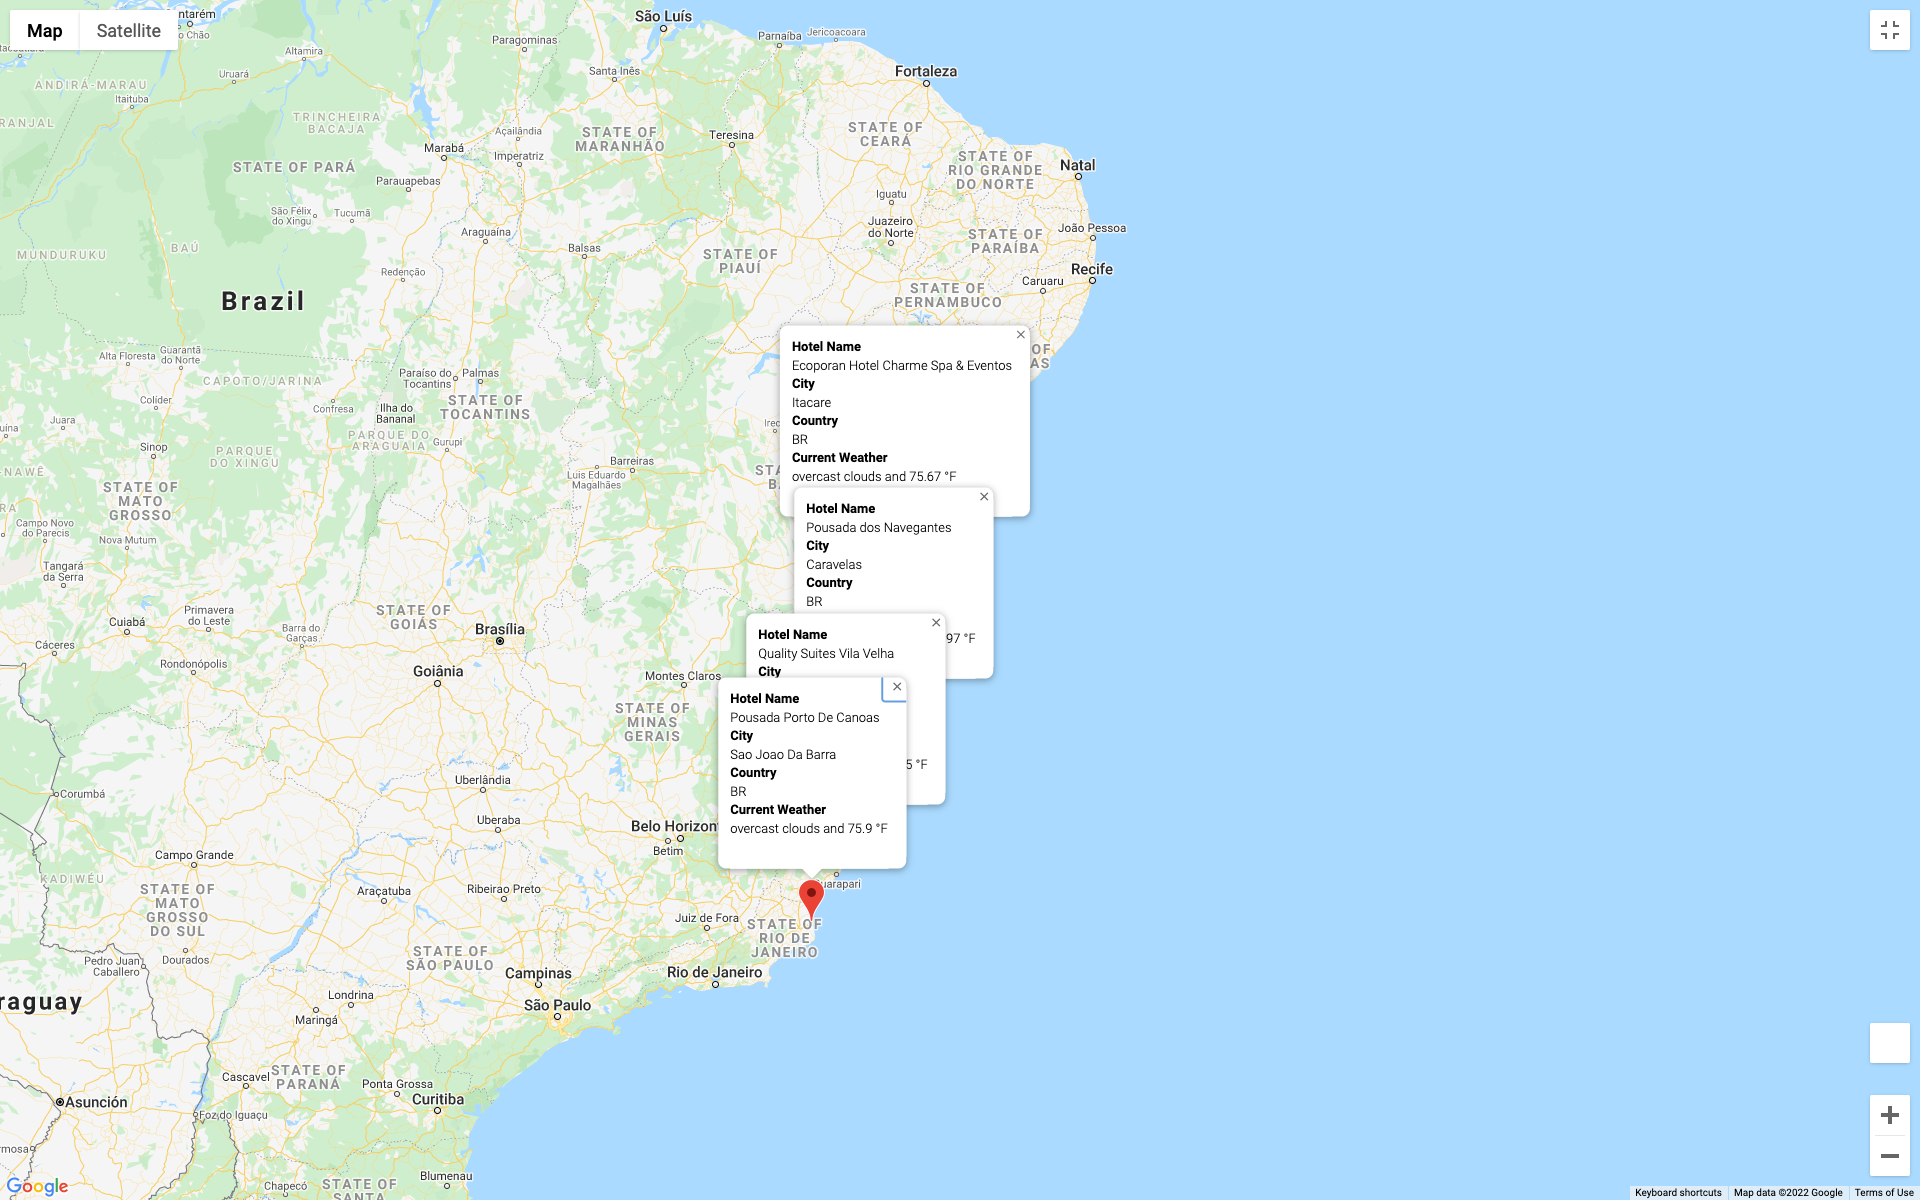 Map
Satellite
ntarém
o Chão
São Luís
Parnaíba
Jericoacoara
Paragominas
Altamira
Fortaleza
Uruará
Santa Inês
ANDIRÁ-MARAU
Itaituba
RANJAL
TRINCHEIRA
BACAJA
STATE OF
CEARÁ
Açailândia
STATE OF
MARANHÃO
Teresina
Marabá
Imperatriz
STATE OF
RIO GRANDE
DO NORTE
Natal
STATE OF PARÁ
Parauapebas
Iguatu
São Félix
do Xingu
Tucumã
Juazeiro
do Norte
João Pessoa
Araguaina
STATE OF
PARAÍBA
BAÚ
Balsas
MUNDURUKU
STATE OF
PIAUÍ
Redenção
Recife
Caruaru
Brazil
STATE OF
PERNAMBUCO
Alta Floresta
Guarantã
do Norte
OF
AS
Paraíso do
Tocantins
Palmas
CAPOTO/JARINA
Colíder
Confresa
Ilha do
Bananal
STATE OF
TOCANTINS
Juara
PARQUE DO
ARAGUAIA
Gurupi
Sinop
PARQUE
DO XINGU
Barreiras
Luis Eduardo
Magalhães
STATE OF
MATO
GROSSO
Campo Novo
do Parecis
Nova Mutum
Tangará
da Serra
Hotel Name
Ecoporan Hotel Charme Spa & Eventos
City
Itacare
Country
BR
Current Weather
overcast clouds and 75.67 °F
Hotel Name
Pousada dos Navegantes
City
Caravelas
Country
BR
97 °F
Hotel Name
Quality Suites Vila Velha
City
5 °F
Hotel Name
Pousada Porto De Canoas
City
Sao Joao Da Barra
Country
BR
Current Weather
overcast clouds and 75.9 °F
Primavera
do Leste
STATE OF
GOIÁS
Cuiabá
Barra do
Garças
Brasília
Cáceres
Rondonópolis
Goiânia
Montes Claros
STATE OF
MINAS
GERAIS
Uberlândia
Corumbá
Uberaba
Belo Horizon
Betim
Campo Grande
KADIWÉU
STATE OF
MATO
GROSSO
DO SUL
Araçatuba
Ribeirao Preto
uarapari
Juiz de Fora
STATE OF
RIO DE
JANEIRO
Pedro Juan
Caballero
Dourados
STATE OF
SÃO PAULO
Campinas
Rio de Janeiro
raguay
Londrina
Maringá
São Paulo
Cascavel
STATE OF
PARANÁ
Ponta Grossa
Asunción
Curitiba
Foz do Iguaçu
rmosa
Blumenau
Chapecó
STATE OF
SANTA
Google
Keyboard shortcuts
Map data ©2022 Google
Terms of Use